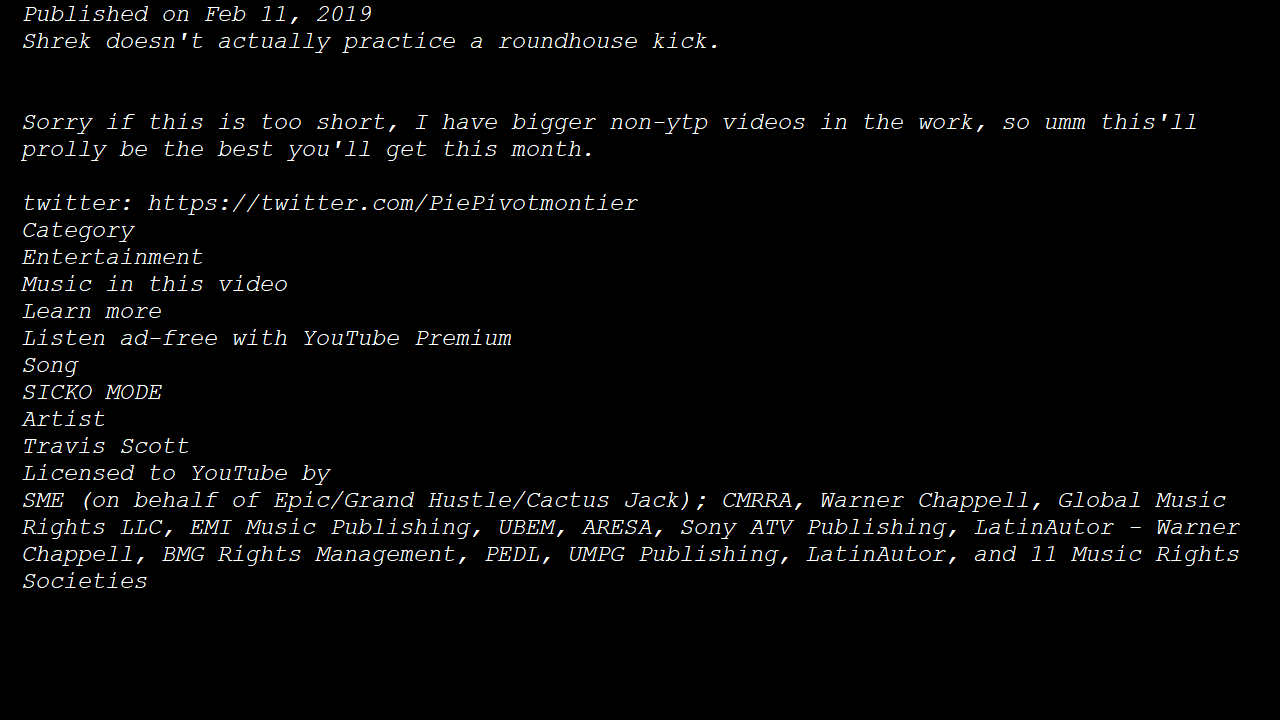 Published on Feb 11, 2019
Shrek doesn't actually practice a roundhouse kick.
Sorry if this is too short, I have bigger non-ytp videos in the work, so umm this'll
prolly be the best you'll get this month.
twitter: https://twitter.com/PiePivotmontier
Category
Entertainment
Music in this video
Learn more
Listen ad-free with YouTube Premium
Song
SICKO MODE
Artist
Travis Scott
Licensed to YouTube by
SME (on behalf of Epic/Grand Hustle/Cactus Jack); CMRRA, Warner Chappell, Global Music
Rights LLC, EMI Music Publishing, UBEM, ARESA, Sony ATV Publishing, LatinAutor - Warner
Chappell, BMG Rights Management, PEDL, UMPG Publishing, LatinAutor, and 11 Music Rights
Societies